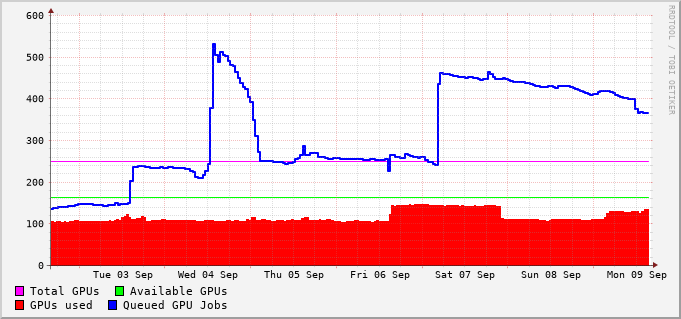 600
500
400
300
200
100
0
Tue 03 Sep Wed 04 Sep Thu 05 Sep Fri 06 Sep Sat 07 Sep Sun 08 Sep Mon 09 Sep
Total GPUs Available GPUs
GPUs used Queued GPU Jobs
RRDTOOL / TOBI OETIKER